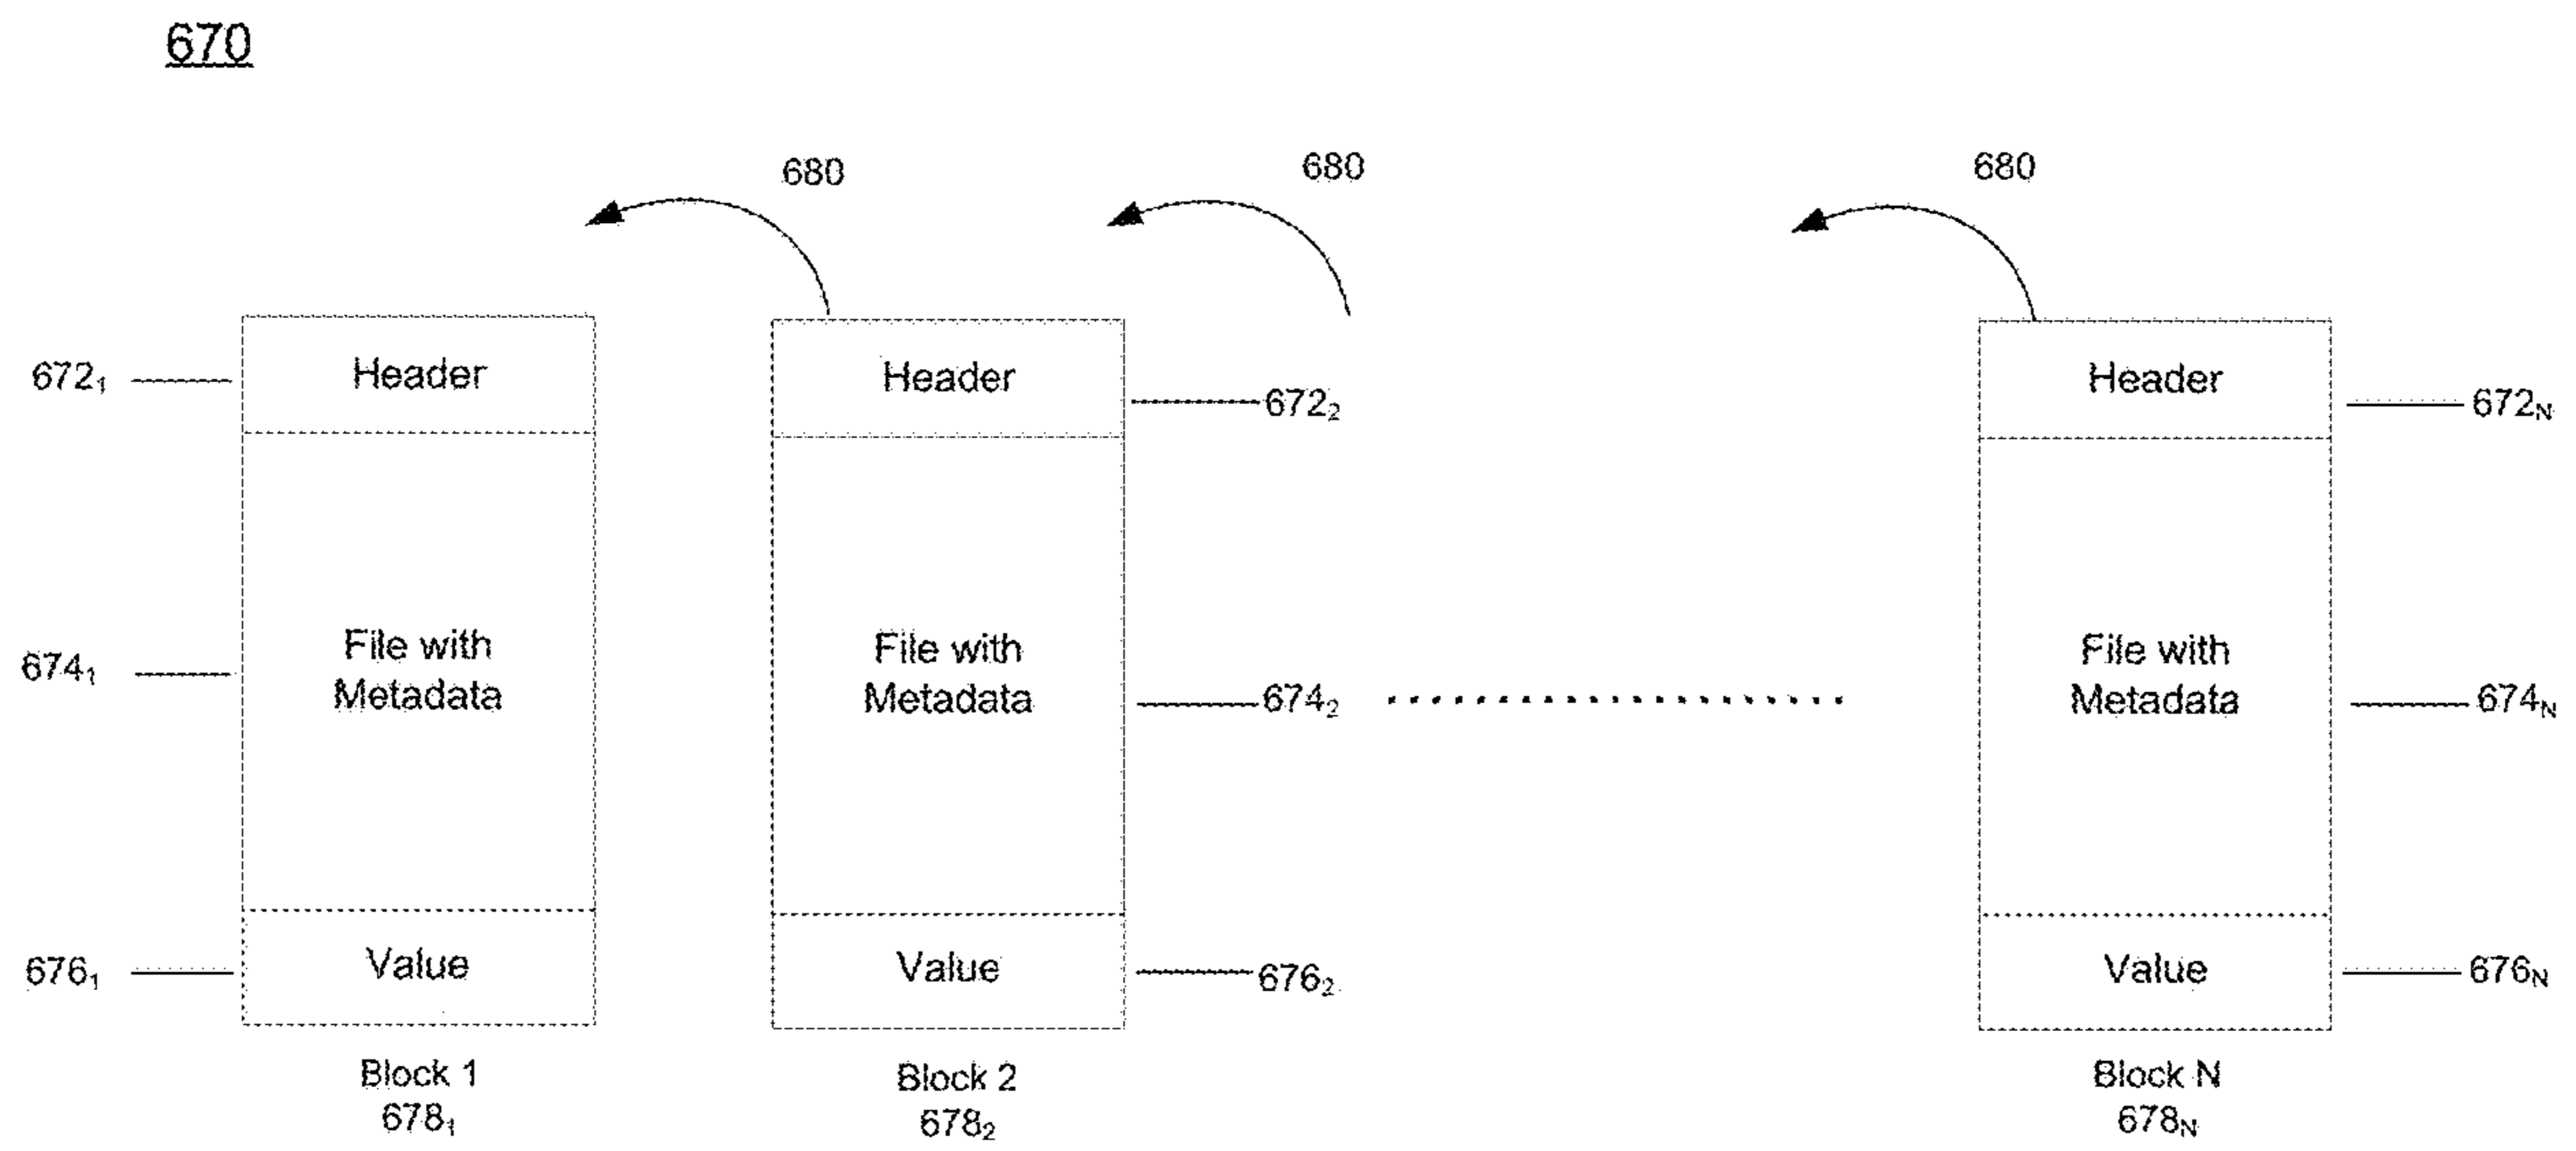 670
680 680 680
672₁ Header Header 672₂ Header 672N
674₁ File with Metadata File with Metadata 674₂ File with Metadata 674N
676₁ Value Value 676₂ Value 676N
Block 1 Block 2 Block N
678₁ 678₂ 678N